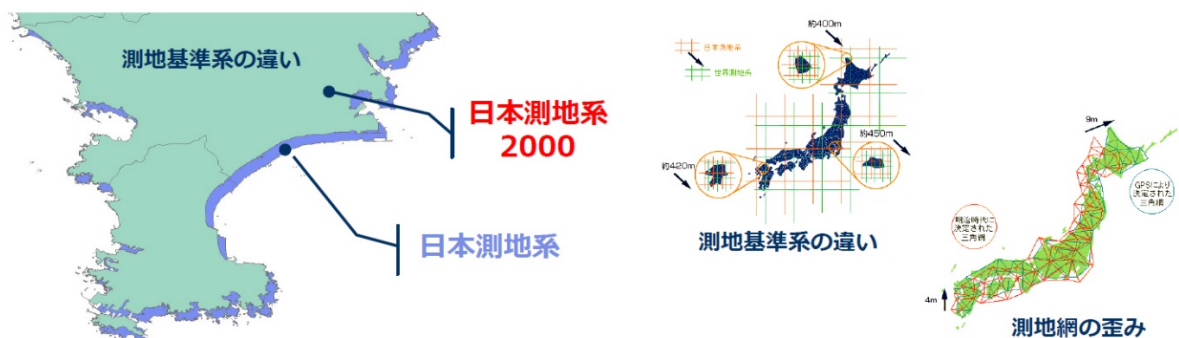 測地基準系の違い
日本測地系
2000
日本測地系
約400m
日本測地系
世界測地系
約450m
約420m
測地基準系の違い
9m
GPSにより
決定された
三角網
明治時代に
決定された
三角網
4m
測地網の歪み